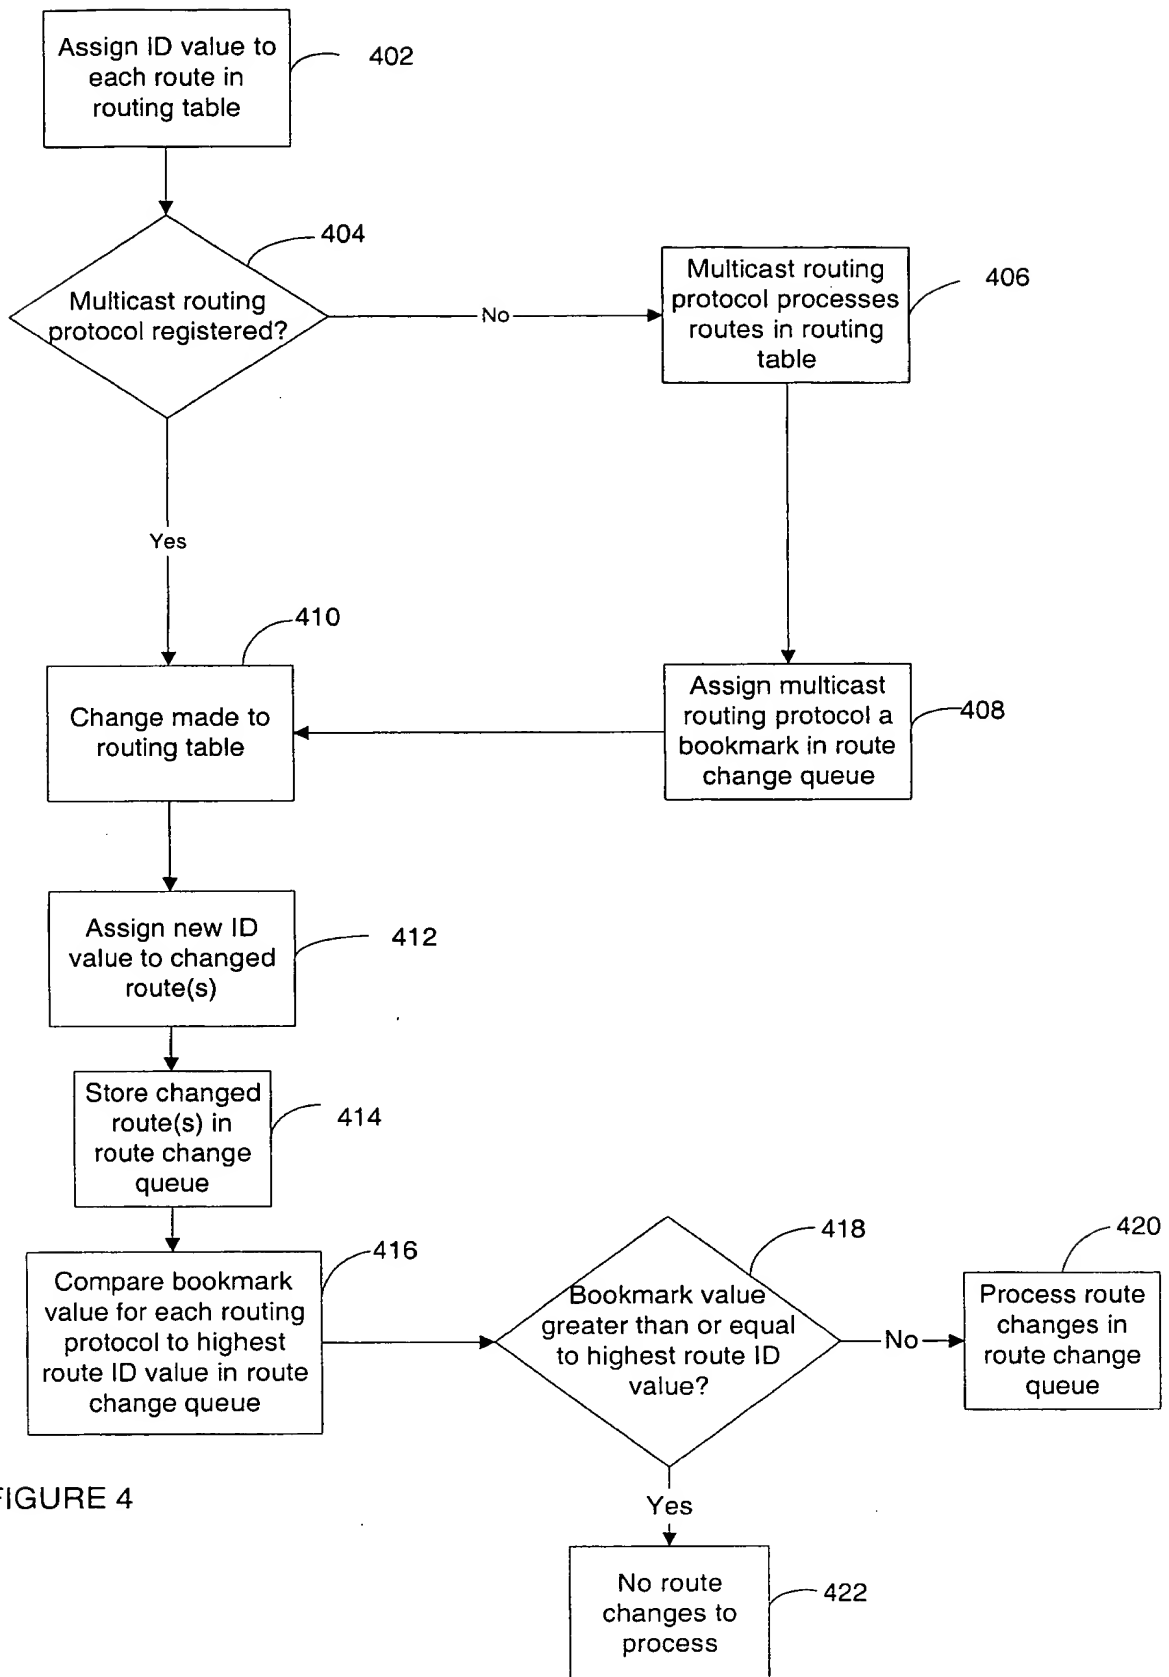 Assign ID value to
each route in
routing table
402
404
Multicast routing
protocol registered?
No
Multicast routing
protocol processes
routes in routing
table
406
Yes
410
Change made to
routing table
Assign multicast
routing protocol a
bookmark in route
change queue
408
Assign new ID
value to changed
route(s)
412
Store changed
route(s) in
route change
queue
414
416
Compare bookmark
value for each routing
protocol to highest
route ID value in route
change queue
418
Bookmark value
greater than or equal
to highest route ID
value?
No
420
Process route
changes in
route change
queue
FIGURE 4
Yes
No route
changes to
process
422